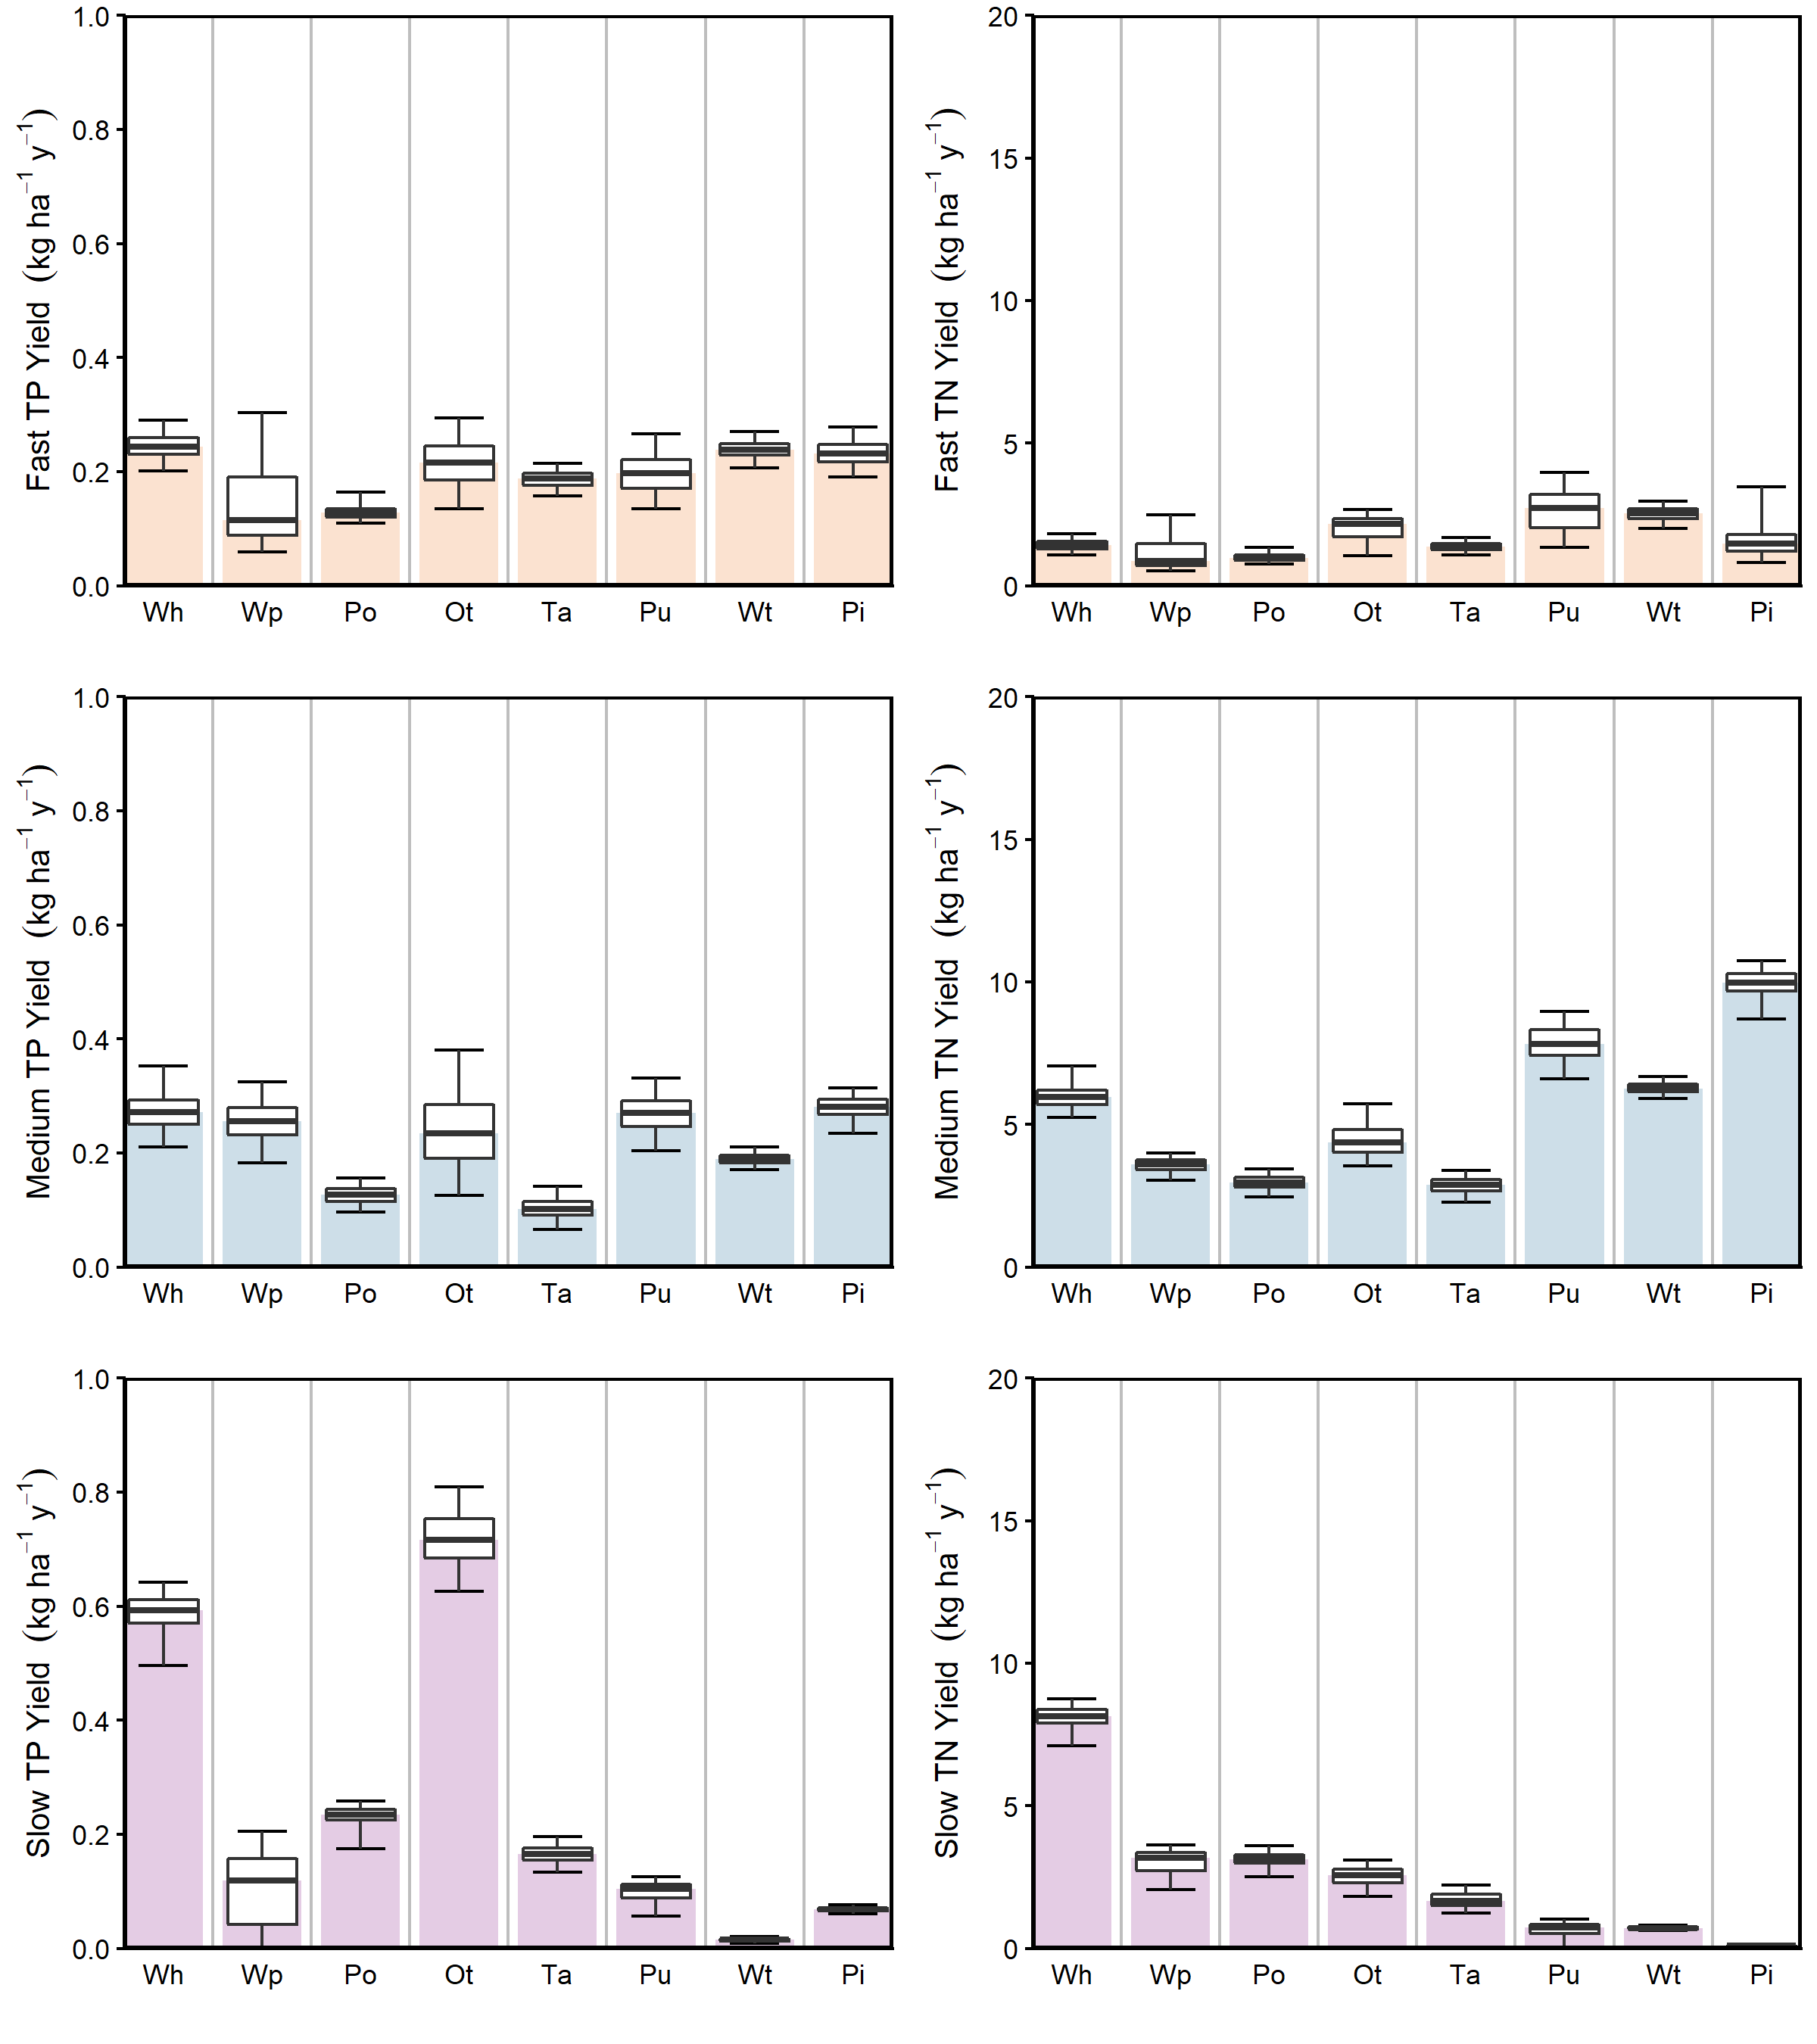 Fast TP Yield (kg ha⁻¹ y⁻¹)
1.0
0.8
0.6
0.4
0.2
0.0
Wh Wp Po Ot Ta Pu Wt Pi
Fast TN Yield (kg ha⁻¹ y⁻¹)
20
15
10
5
0
Wh Wp Po Ot Ta Pu Wt Pi
Medium TP Yield (kg ha⁻¹ y⁻¹)
1.0
0.8
0.6
0.4
0.2
0.0
Wh Wp Po Ot Ta Pu Wt Pi
Medium TN Yield (kg ha⁻¹ y⁻¹)
20
15
10
5
0
Wh Wp Po Ot Ta Pu Wt Pi
Slow TP Yield (kg ha⁻¹ y⁻¹)
1.0
0.8
0.6
0.4
0.2
0.0
Wh Wp Po Ot Ta Pu Wt Pi
Slow TN Yield (kg ha⁻¹ y⁻¹)
20
15
10
5
0
Wh Wp Po Ot Ta Pu Wt Pi